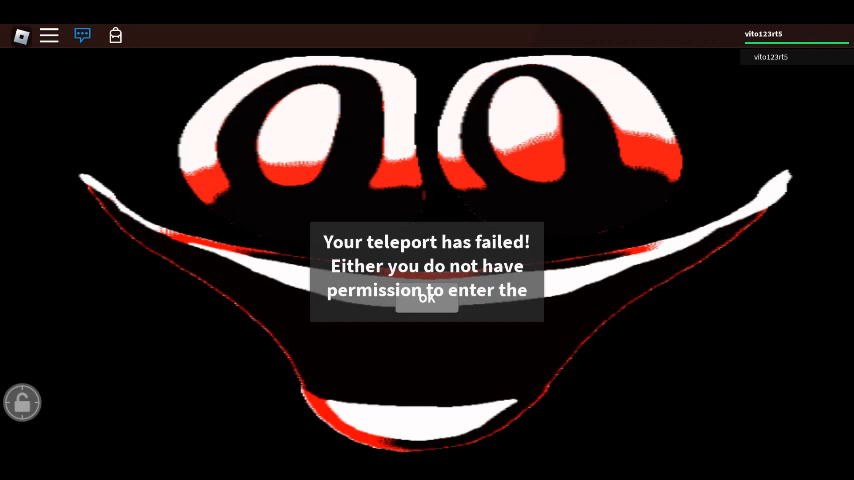 vito123rt5
vito123rt5
Your teleport has failed!
Either you do not have
permission to enter the
OK